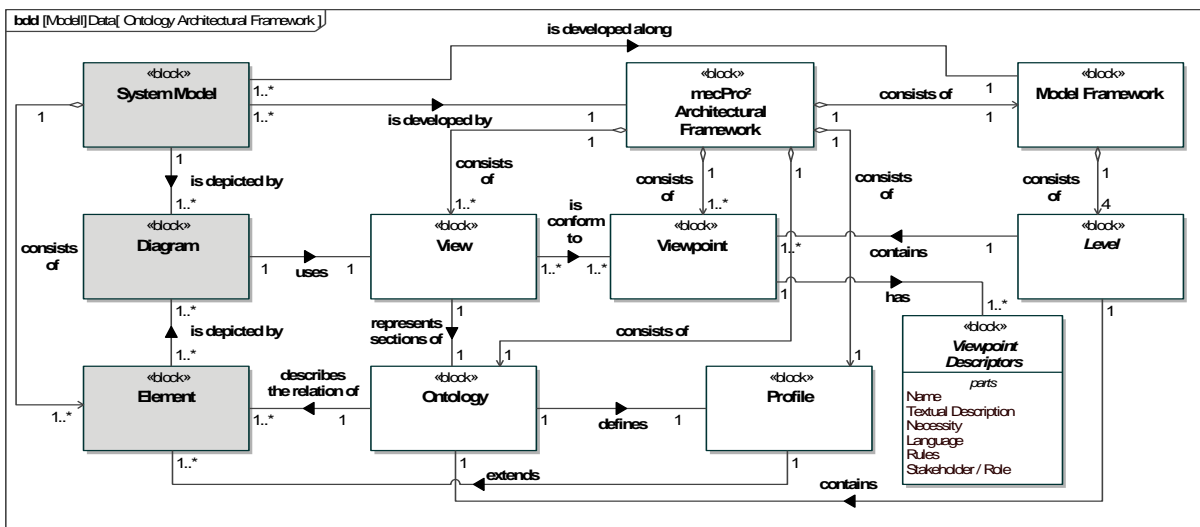 bdd [Modell]Data[ Ontology Architectural Framework ]
is developed along
«block»
System Model
«block»
mecPro²
Architectural
Framework
«block»
Model Framework
1
1..*
1..*
is developed by
1
1
consists of
1
1
1
1
is depicted by
1..*
consists
of
1..*
consists
of
1
1..*
1
1
consists
of
consists
of
1
4
consists
of
«block»
Diagram
«block»
View
«block»
Viewpoint
«block»
Level
1
uses
1
is
conform
to
1..*
1..*
1..*
contains
1
1
has
1..*
1..*
is depicted by
1..*
1
represents
sections of
1
consists of
1
1
1
«block»
Viewpoint
Descriptors
parts
Name
Textual Description
Necessity
Language
Rules
Stakeholder / Role
«block»
Element
«block»
Ontology
«block»
Profile
1..*
describes
the relation of
1..*
1
1
defines
1
1..*
extends
1
1
contains